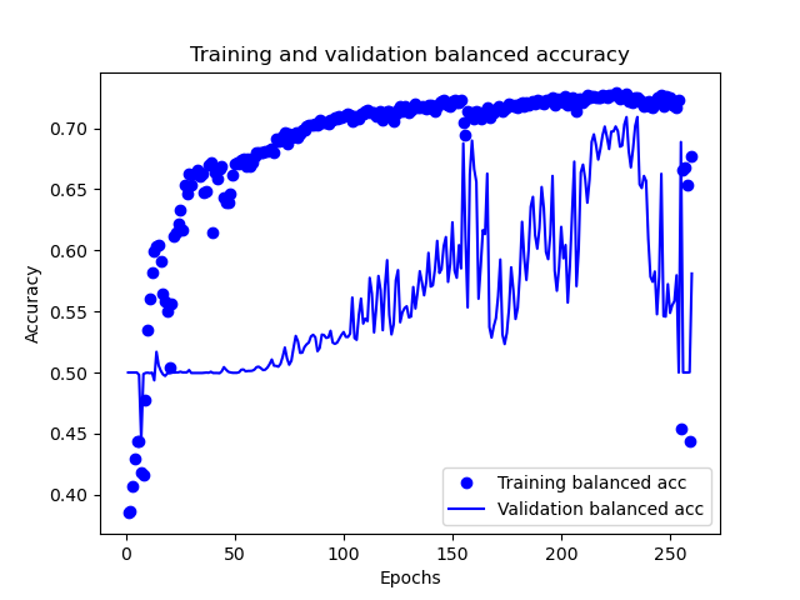 Training and validation balanced accuracy
Accuracy
0.70
0.65
0.60
0.55
0.50
0.45
0.40
Training balanced acc
Validation balanced acc
0
50
100
150
200
250
Epochs